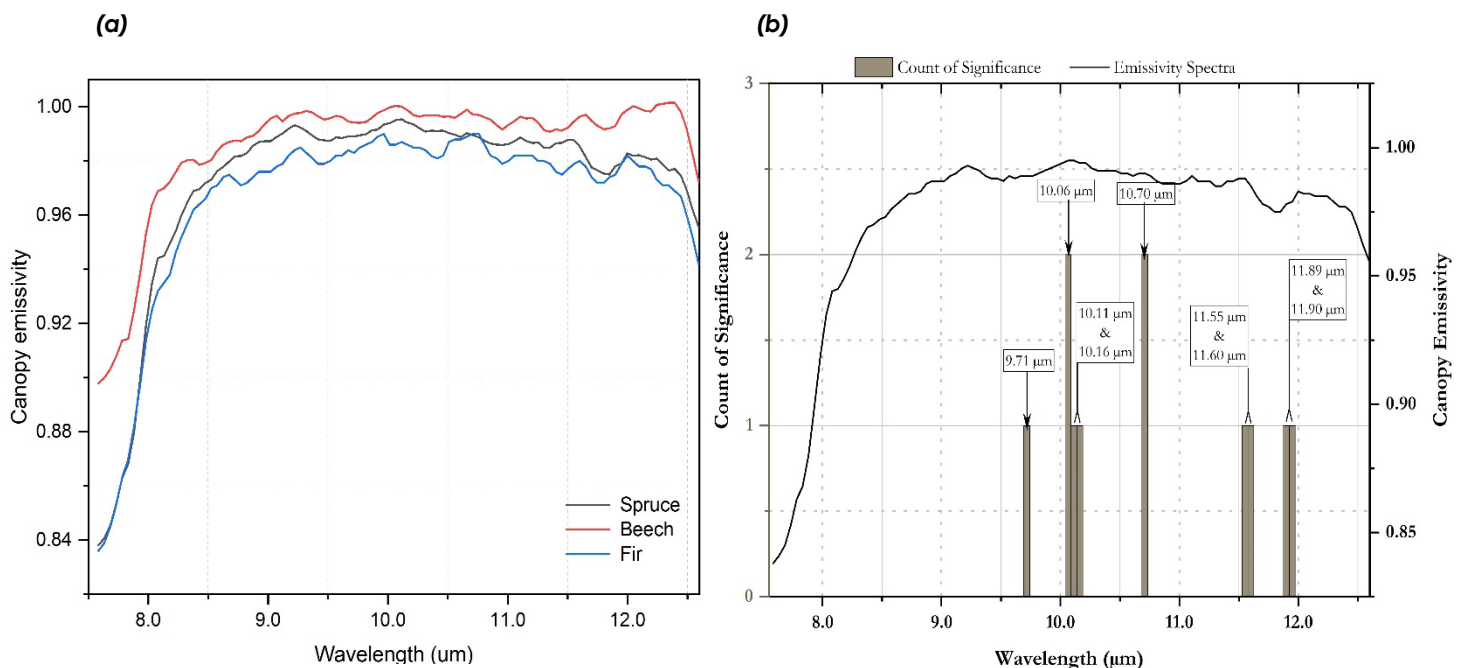 (a)
Canopy emissivity
1.00
0.96
0.92
0.88
0.84
Spruce
Beech
Fir
8.0 9.0 10.0 11.0 12.0
Wavelength (um)
(b)
Count of Significance Emissivity Spectra
Count of Significance
3
2
1
0
10.06 µm
10.70 µm
9.71 µm
10.11 µm
&
10.16 µm
11.55 µm
&
11.60 µm
11.89 µm
&
11.90 µm
1.00
0.95
0.90
0.85
Canopy Emissivity
8.0 9.0 10.0 11.0 12.0
Wavelength (µm)